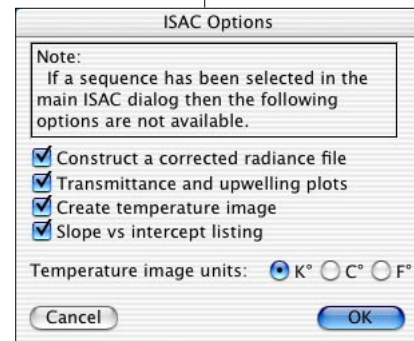 ISAC Options
Note:
If a sequence has been selected in the
main ISAC dialog then the following
options are not available.
Construct a corrected radiance file
Transmittance and upwelling plots
Create temperature image
Slope vs intercept listing
Temperature image units: K° C° F°
Cancel OK